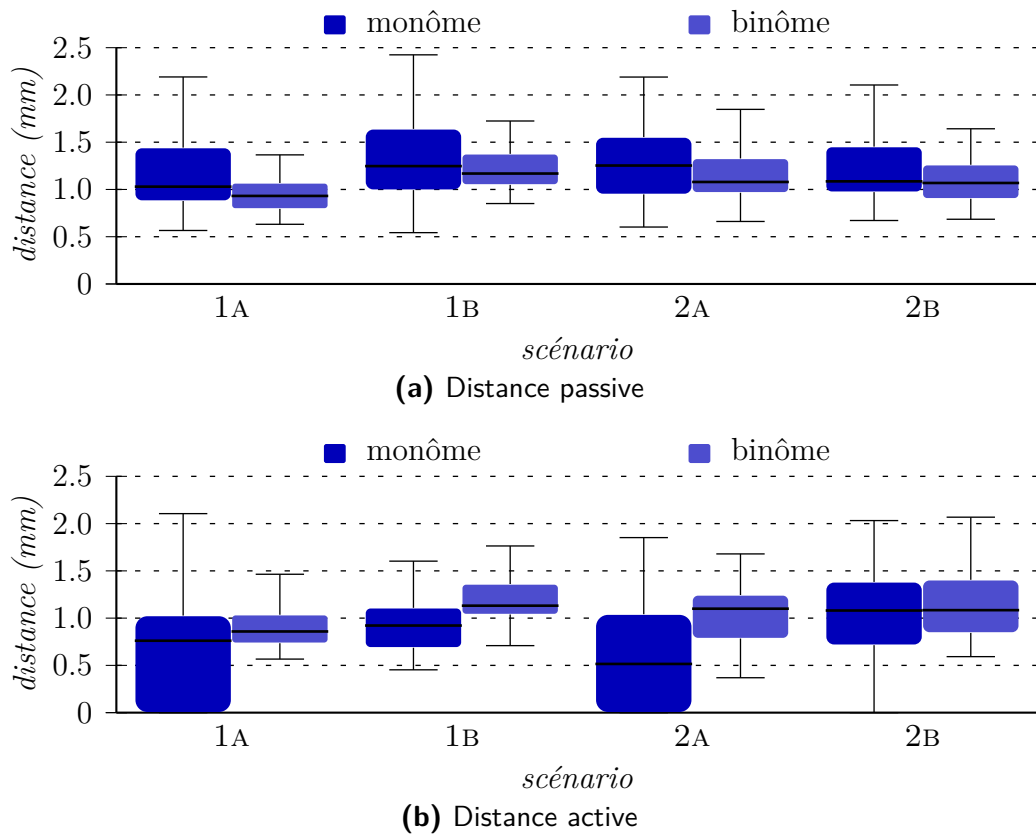 monôme binôme
2.5
2.0
1.5
1.0
0.5
0
distance (mm)
1A 1B 2A 2B
scénario
(a) Distance passive
monôme binôme
2.5
2.0
1.5
1.0
0.5
0
distance (mm)
1A 1B 2A 2B
scénario
(b) Distance active